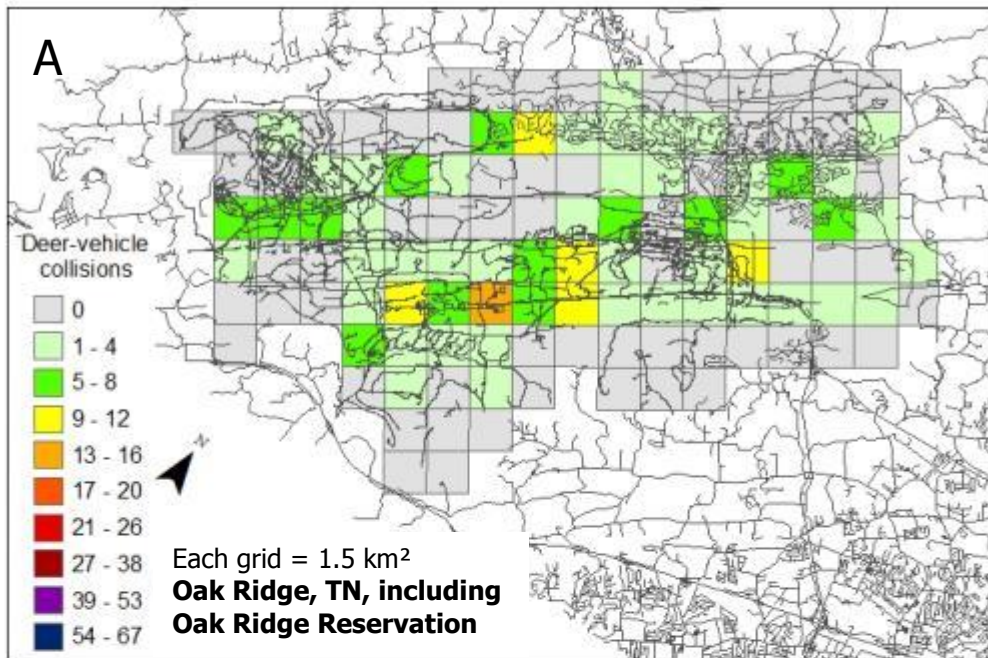 A
Deer-vehicle
collisions
0
1 - 4
5 - 8
9 - 12
13 - 16
17 - 20
21 - 26
27 - 38
39 - 53
54 - 67
N
Each grid = 1.5 km²
Oak Ridge, TN, including
Oak Ridge Reservation